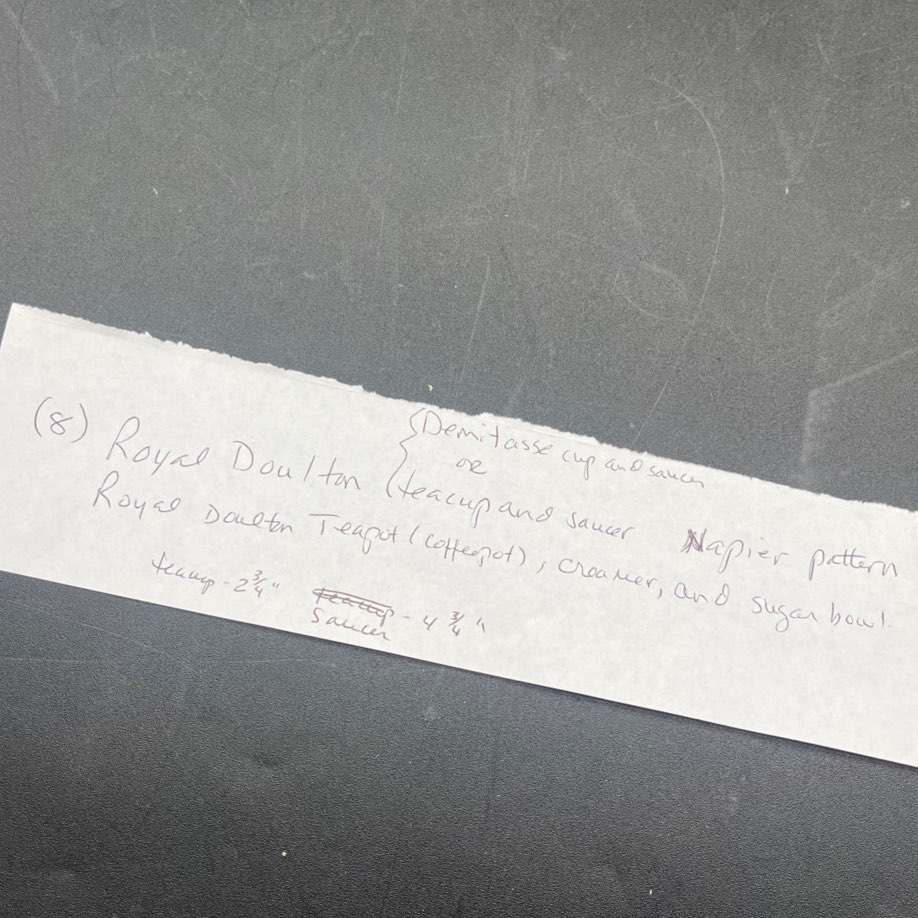 (8) Royal Doulton { Demitasse cup and saucer
or
teacup and saucer Napier pattern
Royal Doulton Teapot (coffeepot), creamer, and sugar bowl.
teacup - 2 3/4" teacup - 4 3/4"
Saucer